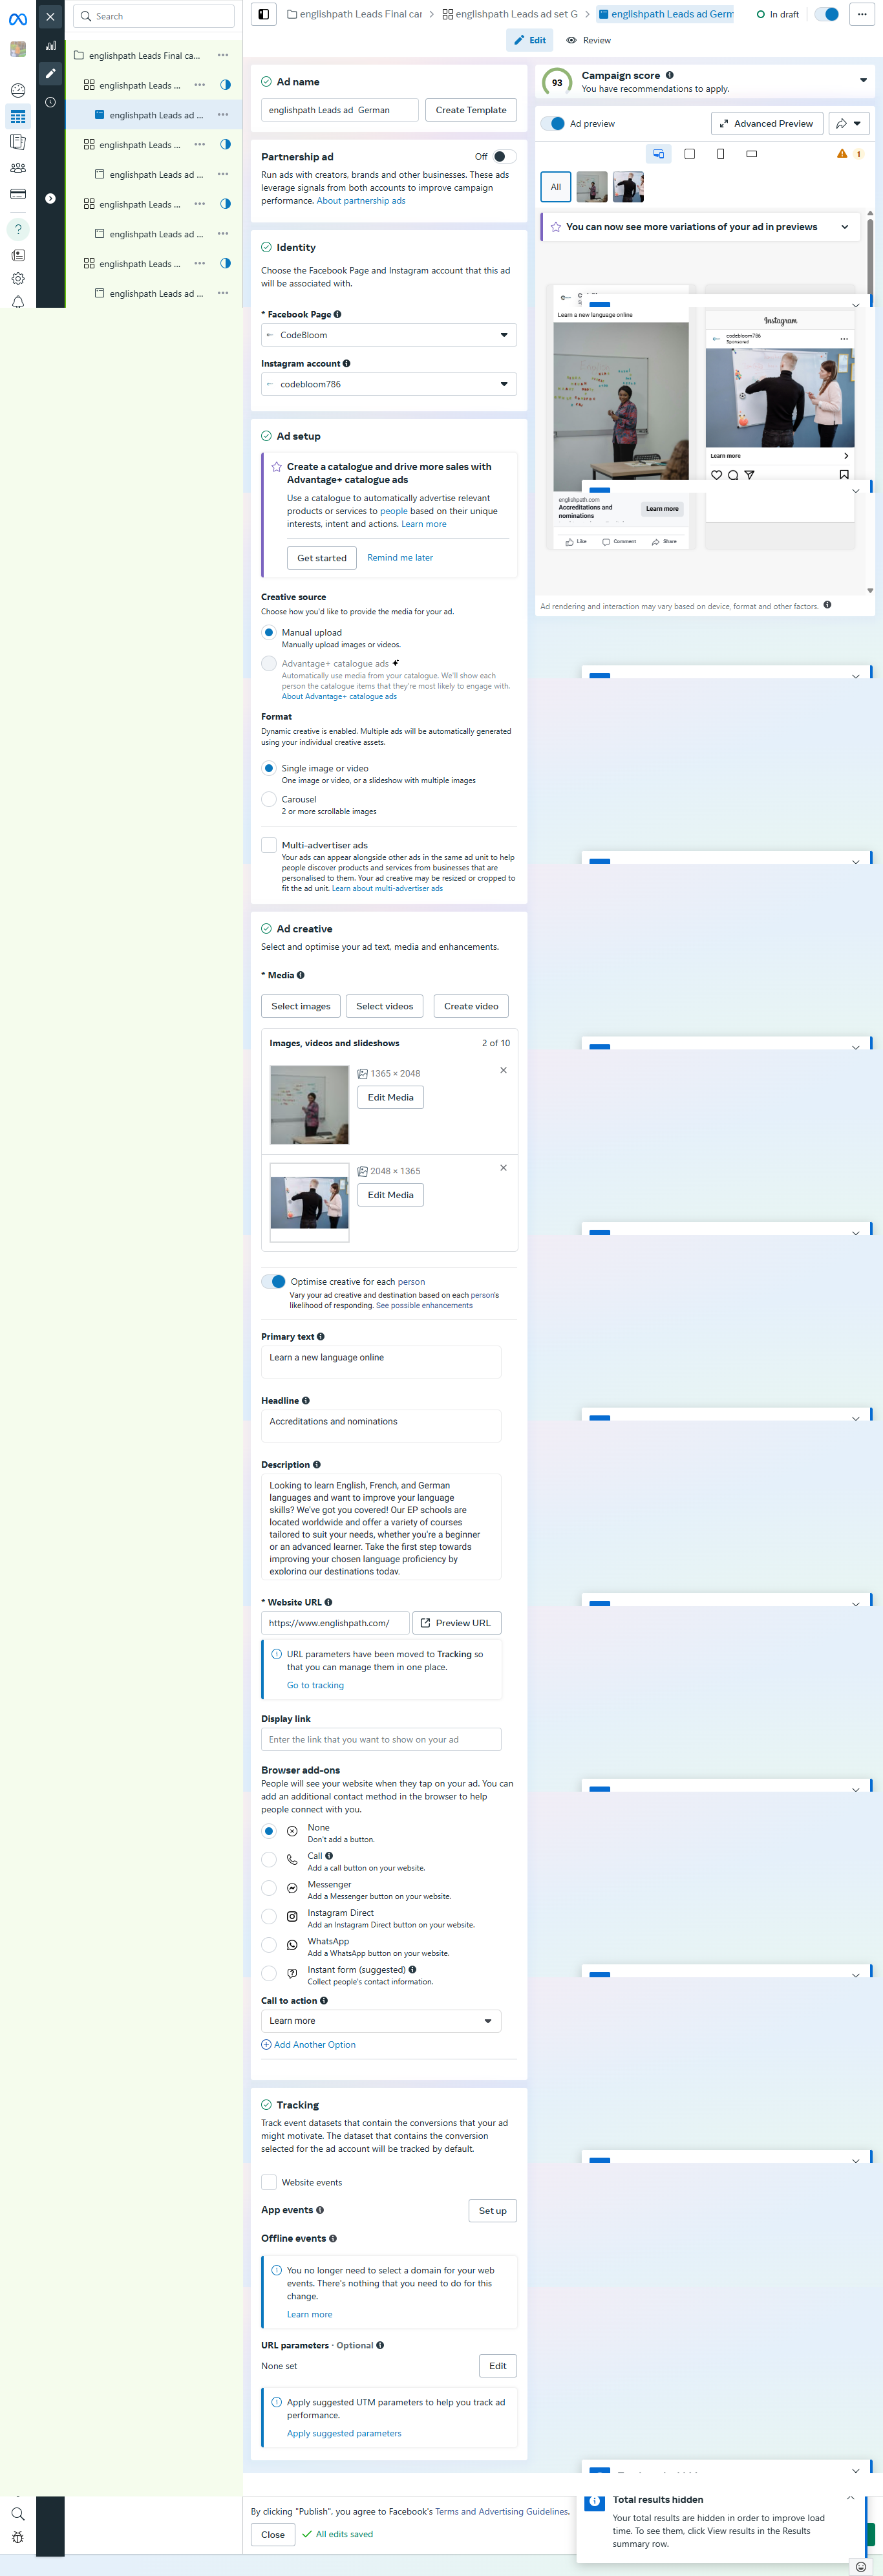 Search
englishpath Leads Final ca...
englishpath Leads ...
englishpath Leads ad ...
englishpath Leads ...
englishpath Leads ad ...
englishpath Leads ...
englishpath Leads ad ...
englishpath Leads ...
englishpath Leads ad ...
englishpath Leads Final car
englishpath Leads ad set G
englishpath Leads ad Germ
In draft
Edit
Review
Ad name
englishpath Leads ad German
Create Template
Partnership ad
Off
Run ads with creators, brands and other businesses. These ads
leverage signals from both accounts to improve campaign
performance. About partnership ads
Identity
Choose the Facebook Page and Instagram account that this ad
will be associated with.
* Facebook Page
CodeBloom
Instagram account
codebloom786
Ad setup
Create a catalogue and drive more sales with
Advantage+ catalogue ads
Use a catalogue to automatically advertise relevant
products or services to people based on their unique
interests, intent and actions. Learn more
Get started
Remind me later
Creative source
Choose how you'd like to provide the media for your ad.
Manual upload
Manually upload images or videos.
Advantage+ catalogue ads
Automatically use media from your catalogue. We'll show each
person the catalogue items that they're most likely to engage with.
About Advantage+ catalogue ads
Format
Dynamic creative is enabled. Multiple ads will be automatically generated
using your individual creative assets.
Single image or video
One image or video, or a slideshow with multiple images
Carousel
2 or more scrollable images
Multi-advertiser ads
Your ads can appear alongside other ads in the same ad unit to help
people discover products and services from businesses that are
personalised to them. Your ad creative may be resized or cropped to
fit the ad unit. Learn about multi-advertiser ads
Ad creative
Select and optimise your ad text, media and enhancements.
* Media
Select images
Select videos
Create video
Images, videos and slideshows
2 of 10
1365 × 2048
Edit Media
2048 × 1365
Edit Media
Optimise creative for each person
Vary your ad creative and destination based on each person's
likelihood of responding. See possible enhancements
Primary text
Learn a new language online
Headline
Accreditations and nominations
Description
Looking to learn English, French, and German
languages and want to improve your language
skills? We've got you covered! Our EP schools are
located worldwide and offer a variety of courses
tailored to suit your needs, whether you're a beginner
or an advanced learner. Take the first step towards
improving your chosen language proficiency by
exploring our destinations today.
* Website URL
https://www.englishpath.com/
Preview URL
URL parameters have been moved to Tracking so
that you can manage them in one place.
Go to tracking
Display link
Enter the link that you want to show on your ad
Browser add-ons
People will see your website when they tap on your ad. You can
add an additional contact method in the browser to help
people connect with you.
None
Don't add a button.
Call
Add a call button on your website.
Messenger
Add a Messenger button on your website.
Instagram Direct
Add an Instagram Direct button on your website.
WhatsApp
Add a WhatsApp button on your website.
Instant form (suggested)
Collect people's contact information.
Call to action
Learn more
Add Another Option
Tracking
Track event datasets that contain the conversions that your ad
might motivate. The dataset that contains the conversion
selected for the ad account will be tracked by default.
Website events
App events
Set up
Offline events
You no longer need to select a domain for your web
events. There's nothing that you need to do for this
change.
Learn more
URL parameters · Optional
None set
Edit
Apply suggested UTM parameters to help you track ad
performance.
Apply suggested parameters
By clicking "Publish", you agree to Facebook's Terms and Advertising Guidelines.
Close
All edits saved
93
Campaign score
You have recommendations to apply.
Ad preview
Advanced Preview
1
All
You can now see more variations of your ad in previews
Learn a new language online
englishpath.com
Accreditations and
nominations
Learn more
Like
Comment
Share
Instagram
codebloom786
Sponsored
Learn more
Ad rendering and interaction may vary based on device, format and other factors.
Total results hidden
Your total results are hidden in order to improve load
time. To see them, click View results in the Results
summary row.